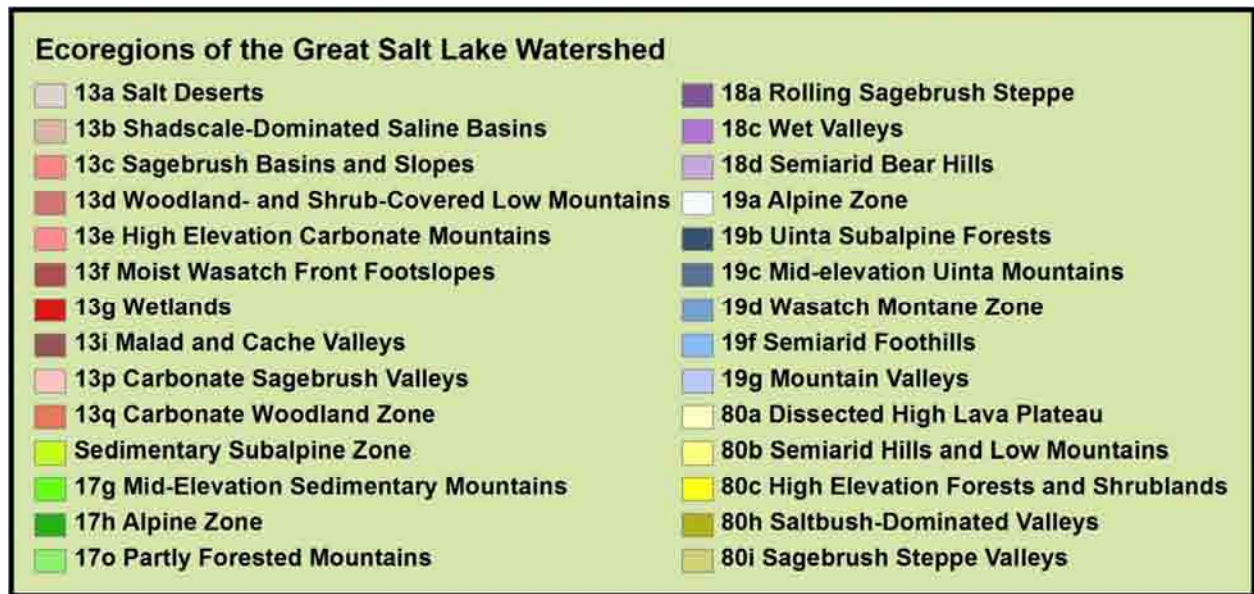 Ecoregions of the Great Salt Lake Watershed
13a Salt Deserts
13b Shadscale-Dominated Saline Basins
13c Sagebrush Basins and Slopes
13d Woodland- and Shrub-Covered Low Mountains
13e High Elevation Carbonate Mountains
13f Moist Wasatch Front Footslopes
13g Wetlands
13i Malad and Cache Valleys
13p Carbonate Sagebrush Valleys
13q Carbonate Woodland Zone
Sedimentary Subalpine Zone
17g Mid-Elevation Sedimentary Mountains
17h Alpine Zone
17o Partly Forested Mountains
18a Rolling Sagebrush Steppe
18c Wet Valleys
18d Semiarid Bear Hills
19a Alpine Zone
19b Uinta Subalpine Forests
19c Mid-elevation Uinta Mountains
19d Wasatch Montane Zone
19f Semiarid Foothills
19g Mountain Valleys
80a Dissected High Lava Plateau
80b Semiarid Hills and Low Mountains
80c High Elevation Forests and Shrublands
80h Saltbush-Dominated Valleys
80i Sagebrush Steppe Valleys